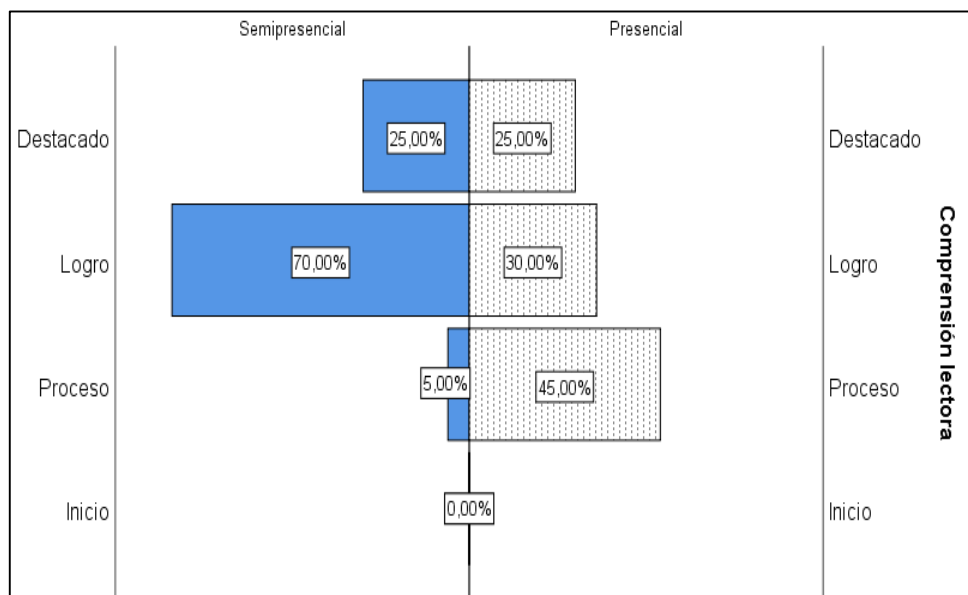 Semipresencial Presencial
Destacado 25,00% 25,00% Destacado
Logro 70,00% 30,00% Logro
Proceso 5,00% 45,00% Proceso
Inicio 0,00% Inicio
Comprensión lectora